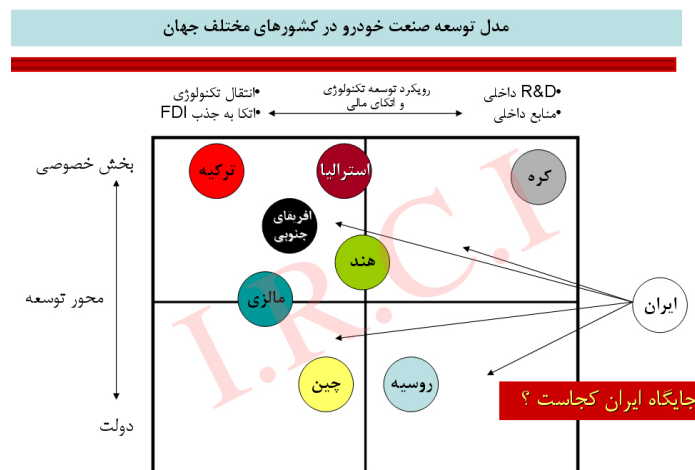 مدل توسعه صنعت خودرو در کشورهای مختلف جهان
•R&D داخلی
•منابع داخلی
رویکرد توسعه تکنولوژی
و اتکای مالی
•انتقال تکنولوژی
•اتکا به جذب FDI
بخش خصوصی
محور توسعه
دولت
کره
استرالیا
ترکیه
افریقای
جنوبی
هند
مالزی
ایران
روسیه
چین
جایگاه ایران کجاست ؟
I.R.C.I